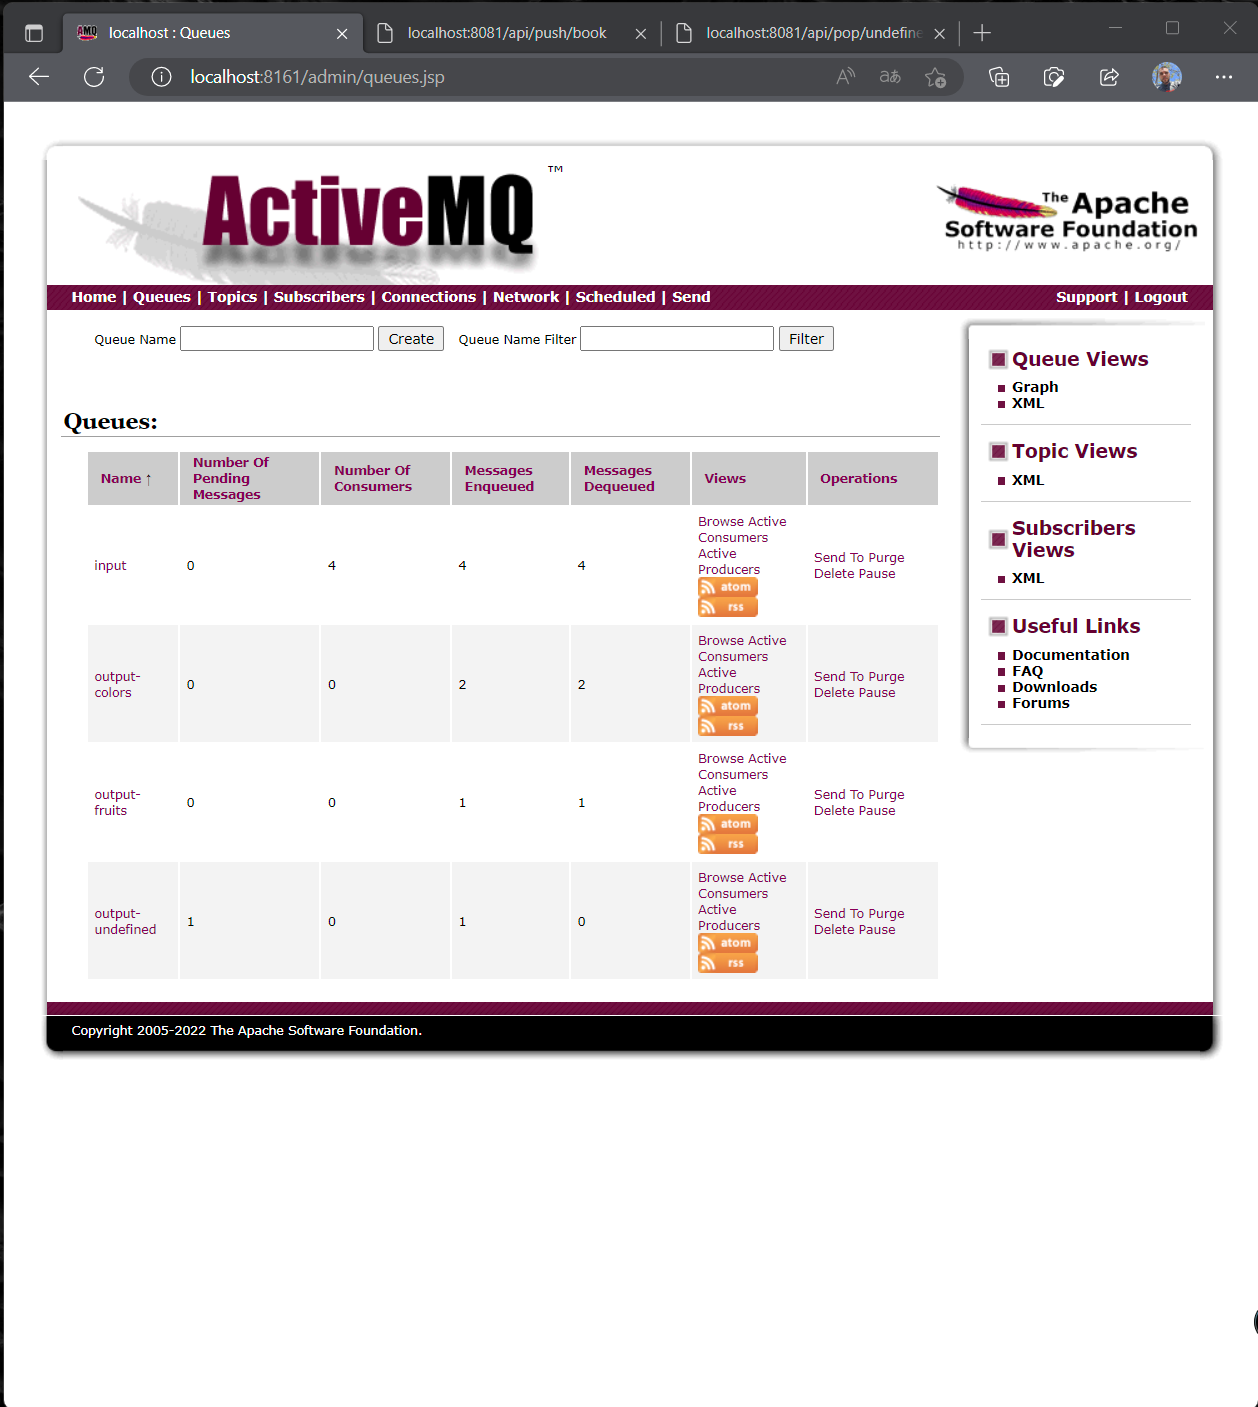 localhost : Queues
localhost:8081/api/push/book
localhost:8081/api/pop/undefine
localhost:8161/admin/queues.jsp
ActiveMQ ™
The Apache
Software Foundation
http://www.apache.org/
Home | Queues | Topics | Subscribers | Connections | Network | Scheduled | Send
Support | Logout
Queue Name Create Queue Name Filter Filter
Queues:
Name ↑ Number Of Pending Messages Number Of Consumers Messages Enqueued Messages Dequeued Views Operations
input 0 4 4 4
Browse Active
Consumers
Active
Producers
atom
rss
Send To Purge
Delete Pause
output-
colors
0 0 2 2
Browse Active
Consumers
Active
Producers
atom
rss
Send To Purge
Delete Pause
output-
fruits
0 0 1 1
Browse Active
Consumers
Active
Producers
atom
rss
Send To Purge
Delete Pause
output-
undefined
1 0 1 0
Browse Active
Consumers
Active
Producers
atom
rss
Send To Purge
Delete Pause
Queue Views
Graph
XML
Topic Views
XML
Subscribers
Views
XML
Useful Links
Documentation
FAQ
Downloads
Forums
Copyright 2005-2022 The Apache Software Foundation.